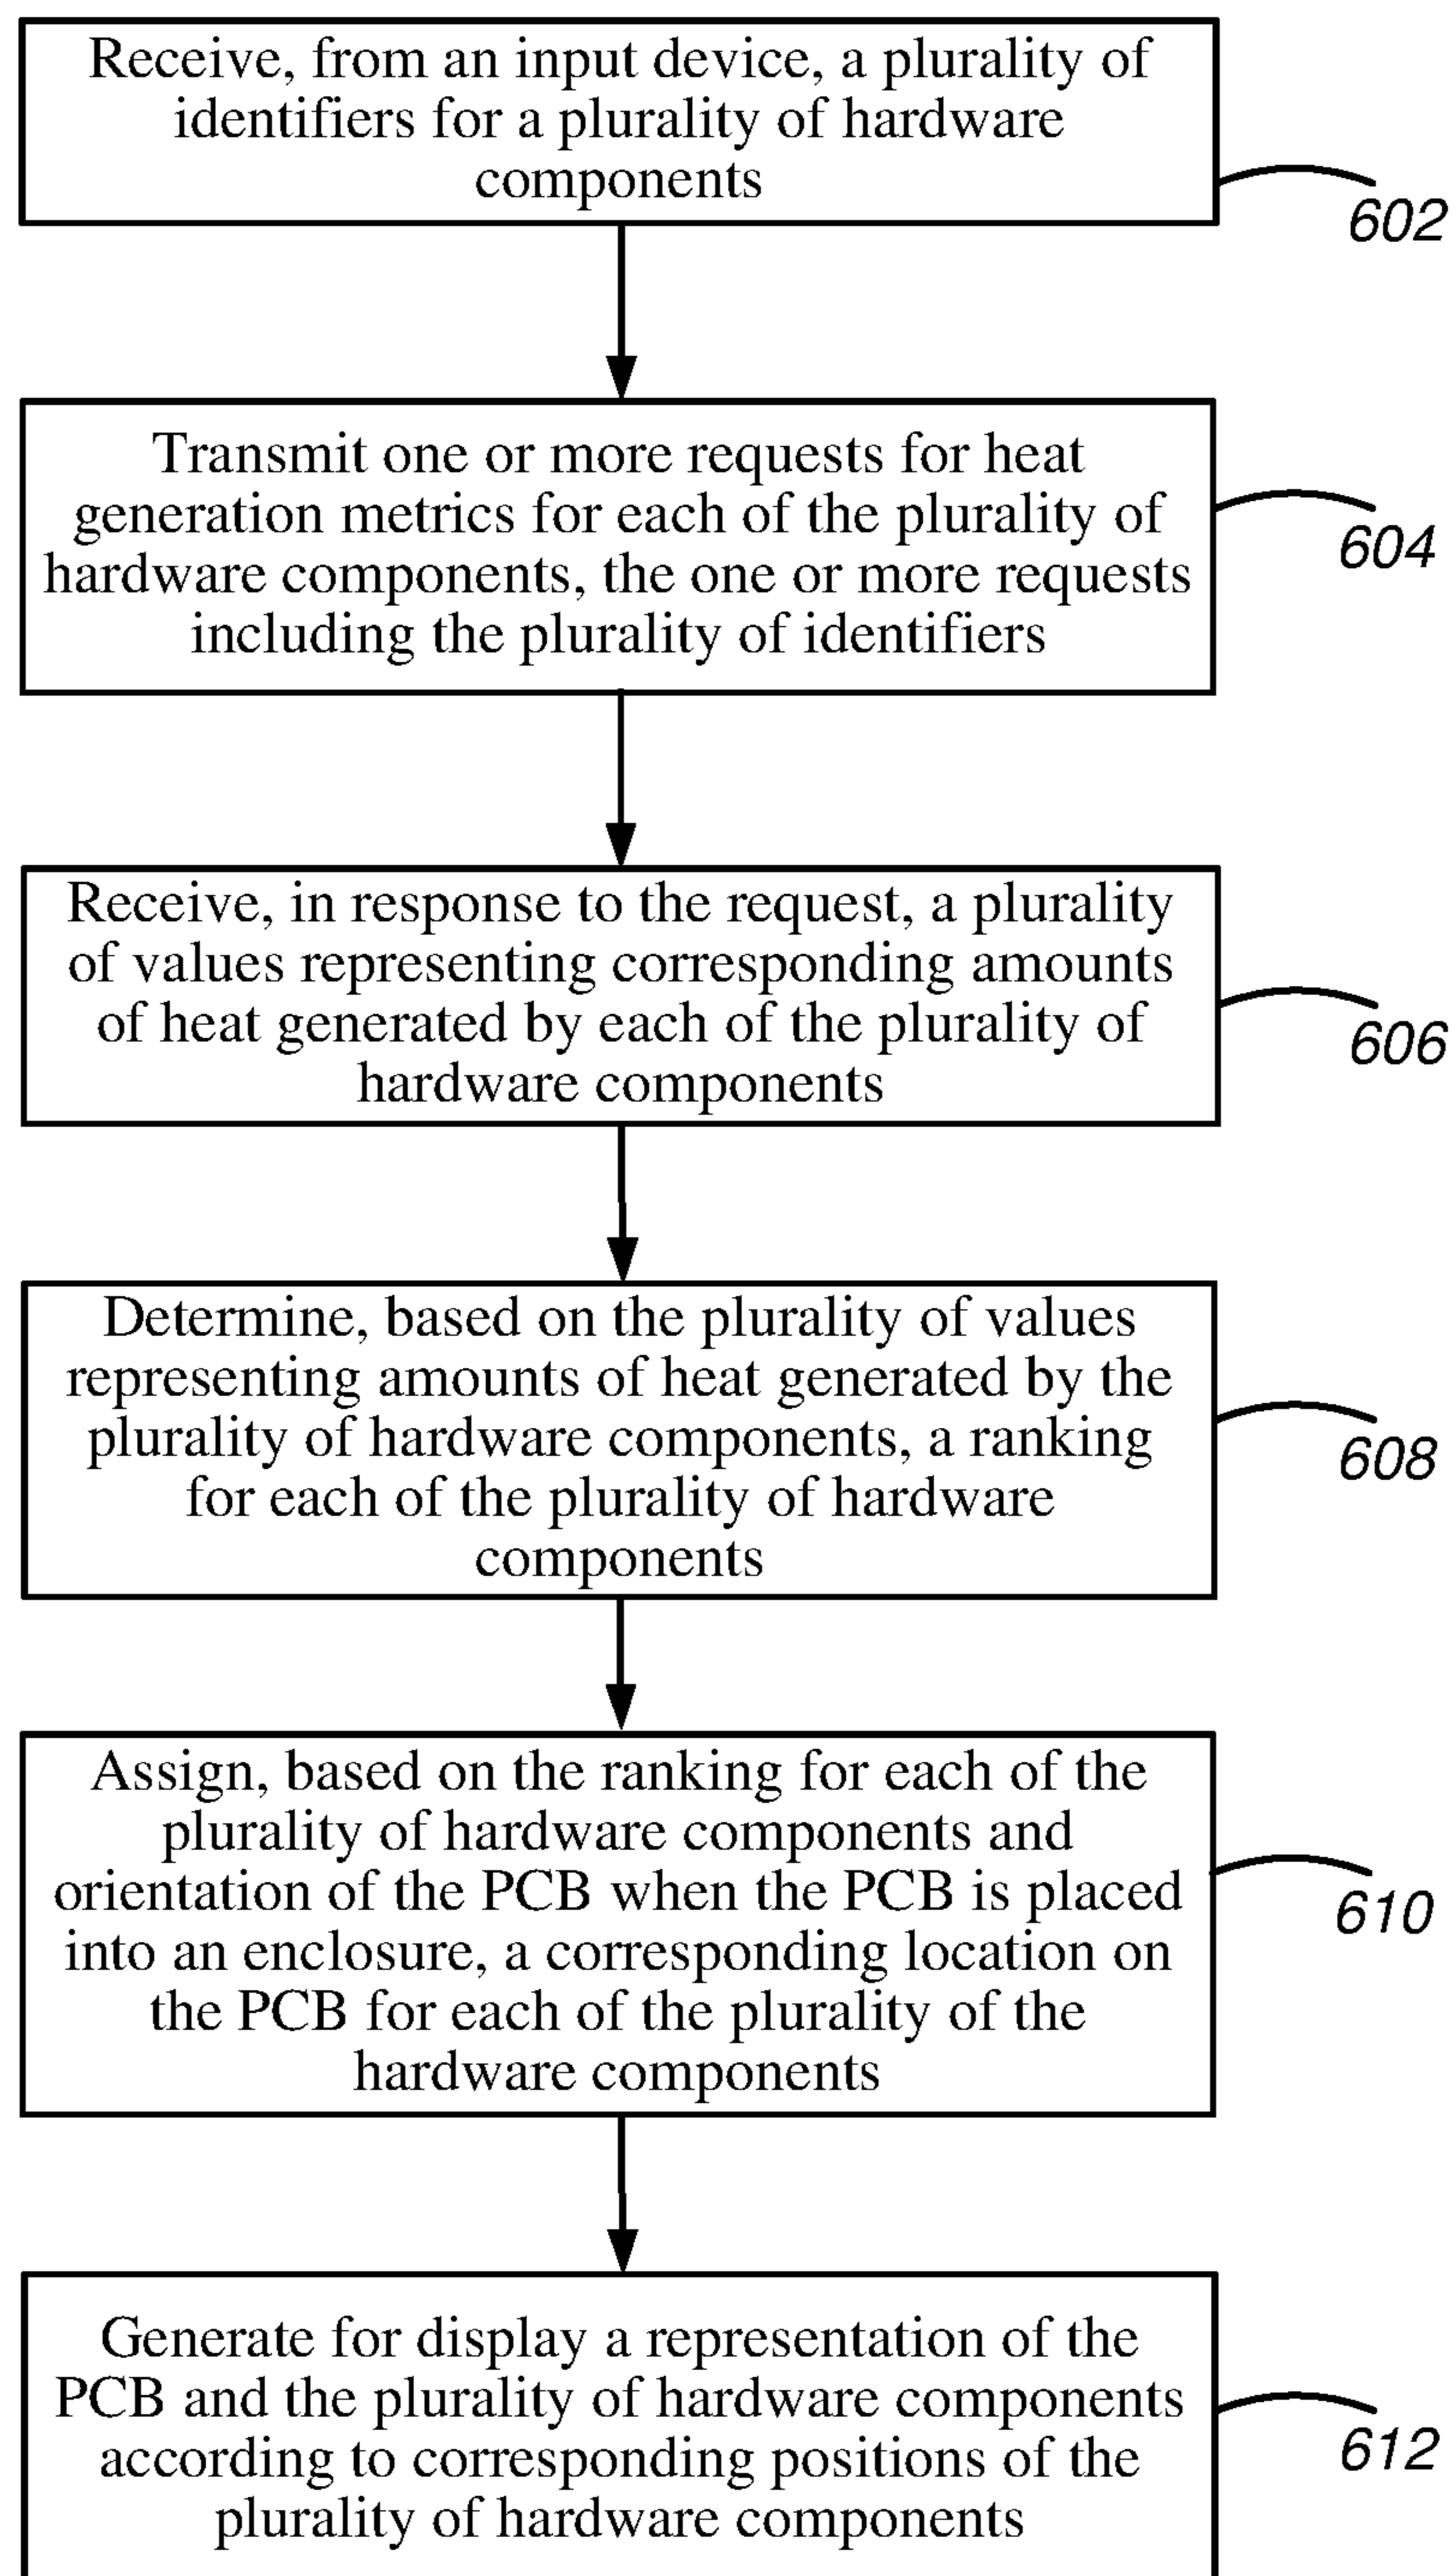 Receive, from an input device, a plurality of
identifiers for a plurality of hardware
components
602
Transmit one or more requests for heat
generation metrics for each of the plurality of
hardware components, the one or more requests
including the plurality of identifiers
604
Receive, in response to the request, a plurality
of values representing corresponding amounts
of heat generated by each of the plurality of
hardware components
606
Determine, based on the plurality of values
representing amounts of heat generated by the
plurality of hardware components, a ranking
for each of the plurality of hardware
components
608
Assign, based on the ranking for each of the
plurality of hardware components and
orientation of the PCB when the PCB is placed
into an enclosure, a corresponding location on
the PCB for each of the plurality of the
hardware components
610
Generate for display a representation of the
PCB and the plurality of hardware components
according to corresponding positions of the
plurality of hardware components
612